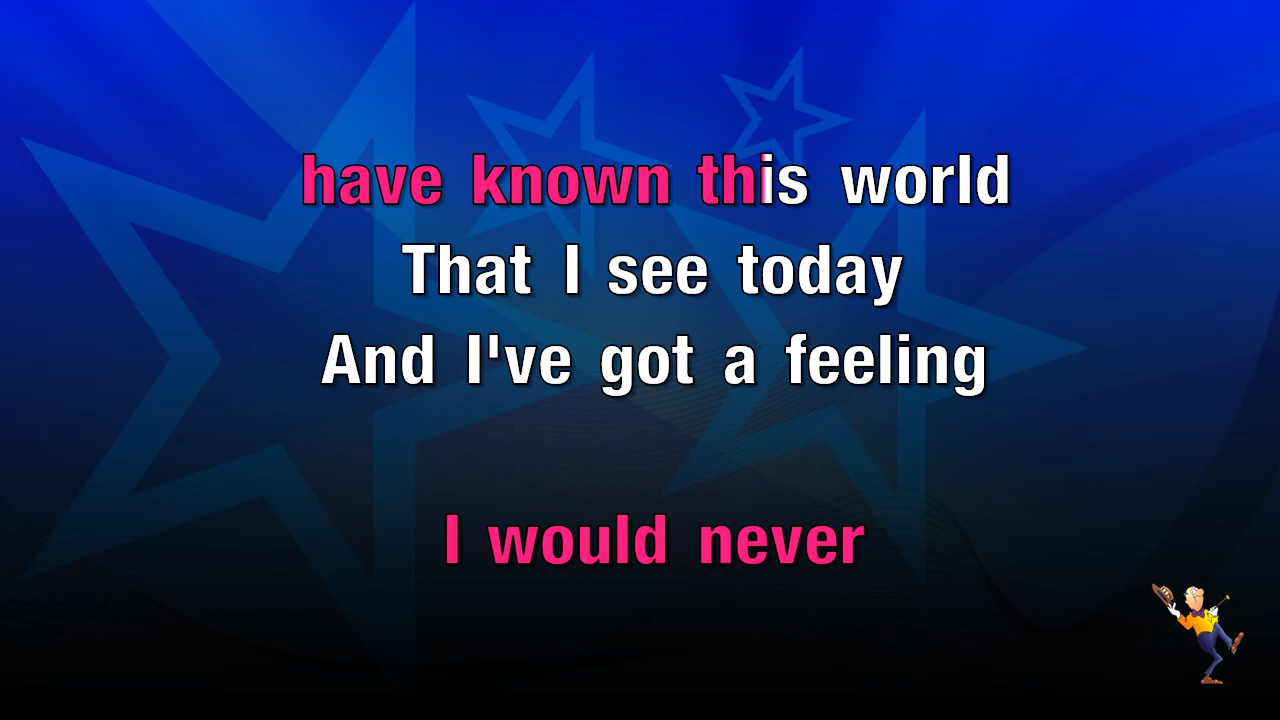 have known this world
That I see today
And I've got a feeling
I would never